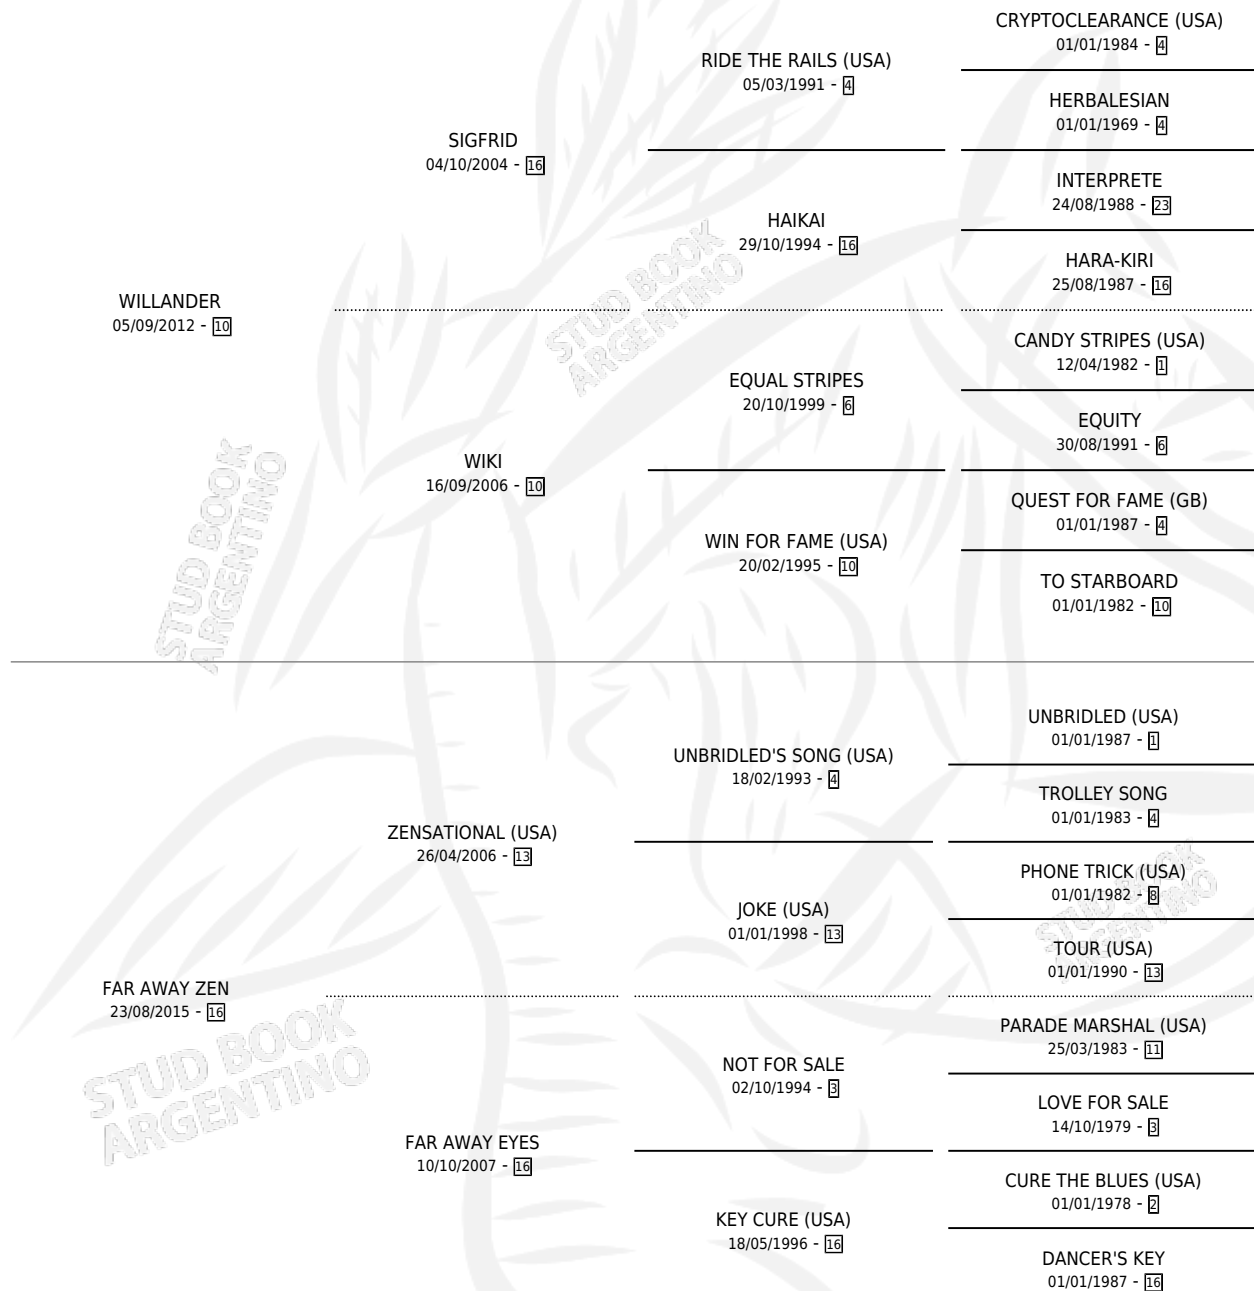 CRYPTOCLEARANCE (USA)
01/01/1984 - 4
RIDE THE RAILS (USA)
05/03/1991 - 4
HERBALESIAN
01/01/1969 - 4
SIGFRID
04/10/2004 - 16
INTERPRETE
24/08/1988 - 23
HAIKAI
29/10/1994 - 16
HARA-KIRI
25/08/1987 - 16
WILLANDER
05/09/2012 - 10
CANDY STRIPES (USA)
12/04/1982 - 1
EQUAL STRIPES
20/10/1999 - 6
EQUITY
30/08/1991 - 6
WIKI
16/09/2006 - 10
QUEST FOR FAME (GB)
01/01/1987 - 4
WIN FOR FAME (USA)
20/02/1995 - 10
TO STARBOARD
01/01/1982 - 10
UNBRIDLED (USA)
01/01/1987 - 1
UNBRIDLED'S SONG (USA)
18/02/1993 - 4
TROLLEY SONG
01/01/1983 - 4
ZENSATIONAL (USA)
26/04/2006 - 13
PHONE TRICK (USA)
01/01/1982 - 8
JOKE (USA)
01/01/1998 - 13
TOUR (USA)
01/01/1990 - 13
FAR AWAY ZEN
23/08/2015 - 16
PARADE MARSHAL (USA)
25/03/1983 - 11
NOT FOR SALE
02/10/1994 - 3
LOVE FOR SALE
14/10/1979 - 3
FAR AWAY EYES
10/10/2007 - 16
CURE THE BLUES (USA)
01/01/1978 - 2
KEY CURE (USA)
18/05/1996 - 16
DANCER'S KEY
01/01/1987 - 16
STUD BOOK
ARGENTINO
STUD BOOK
ARGENTINO
STUD BOOK
ARGENTINO
STUD BOOK
ARGENTINO